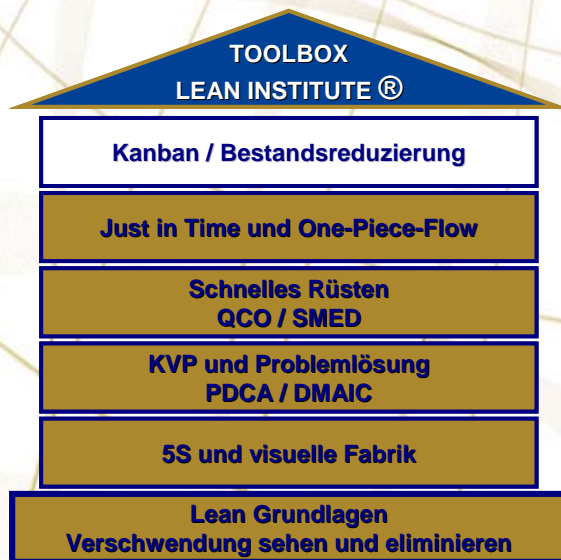 TOOLBOX
LEAN INSTITUTE ®
Kanban / Bestandsreduzierung
Just in Time und One-Piece-Flow
Schnelles Rüsten
QCO / SMED
KVP und Problemlösung
PDCA / DMAIC
5S und visuelle Fabrik
Lean Grundlagen
Verschwendung sehen und eliminieren